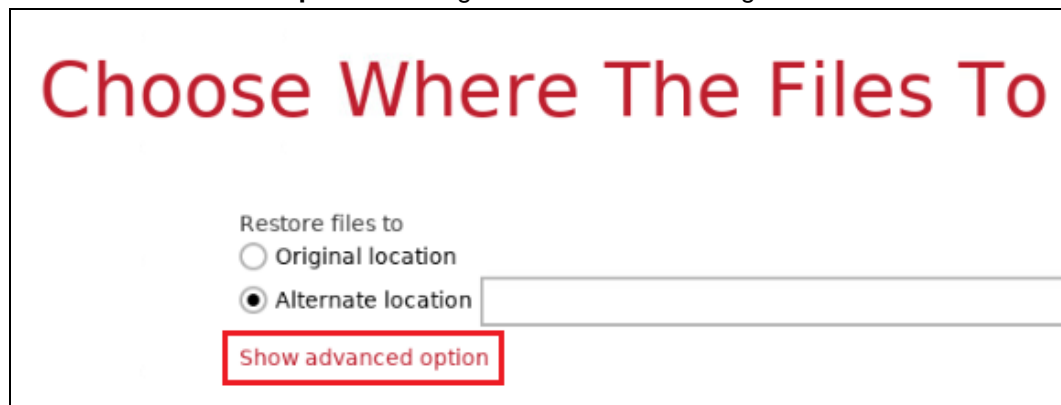 Choose Where The Files To
Restore files to
Original location
Alternate location
Show advanced option